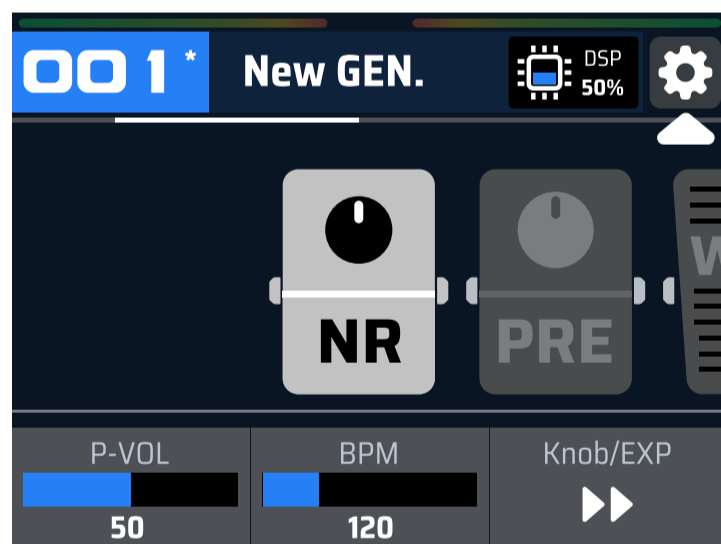 001* New GEN. DSP
50%
NR PRE W
P-VOL BPM Knob/EXP
50 120